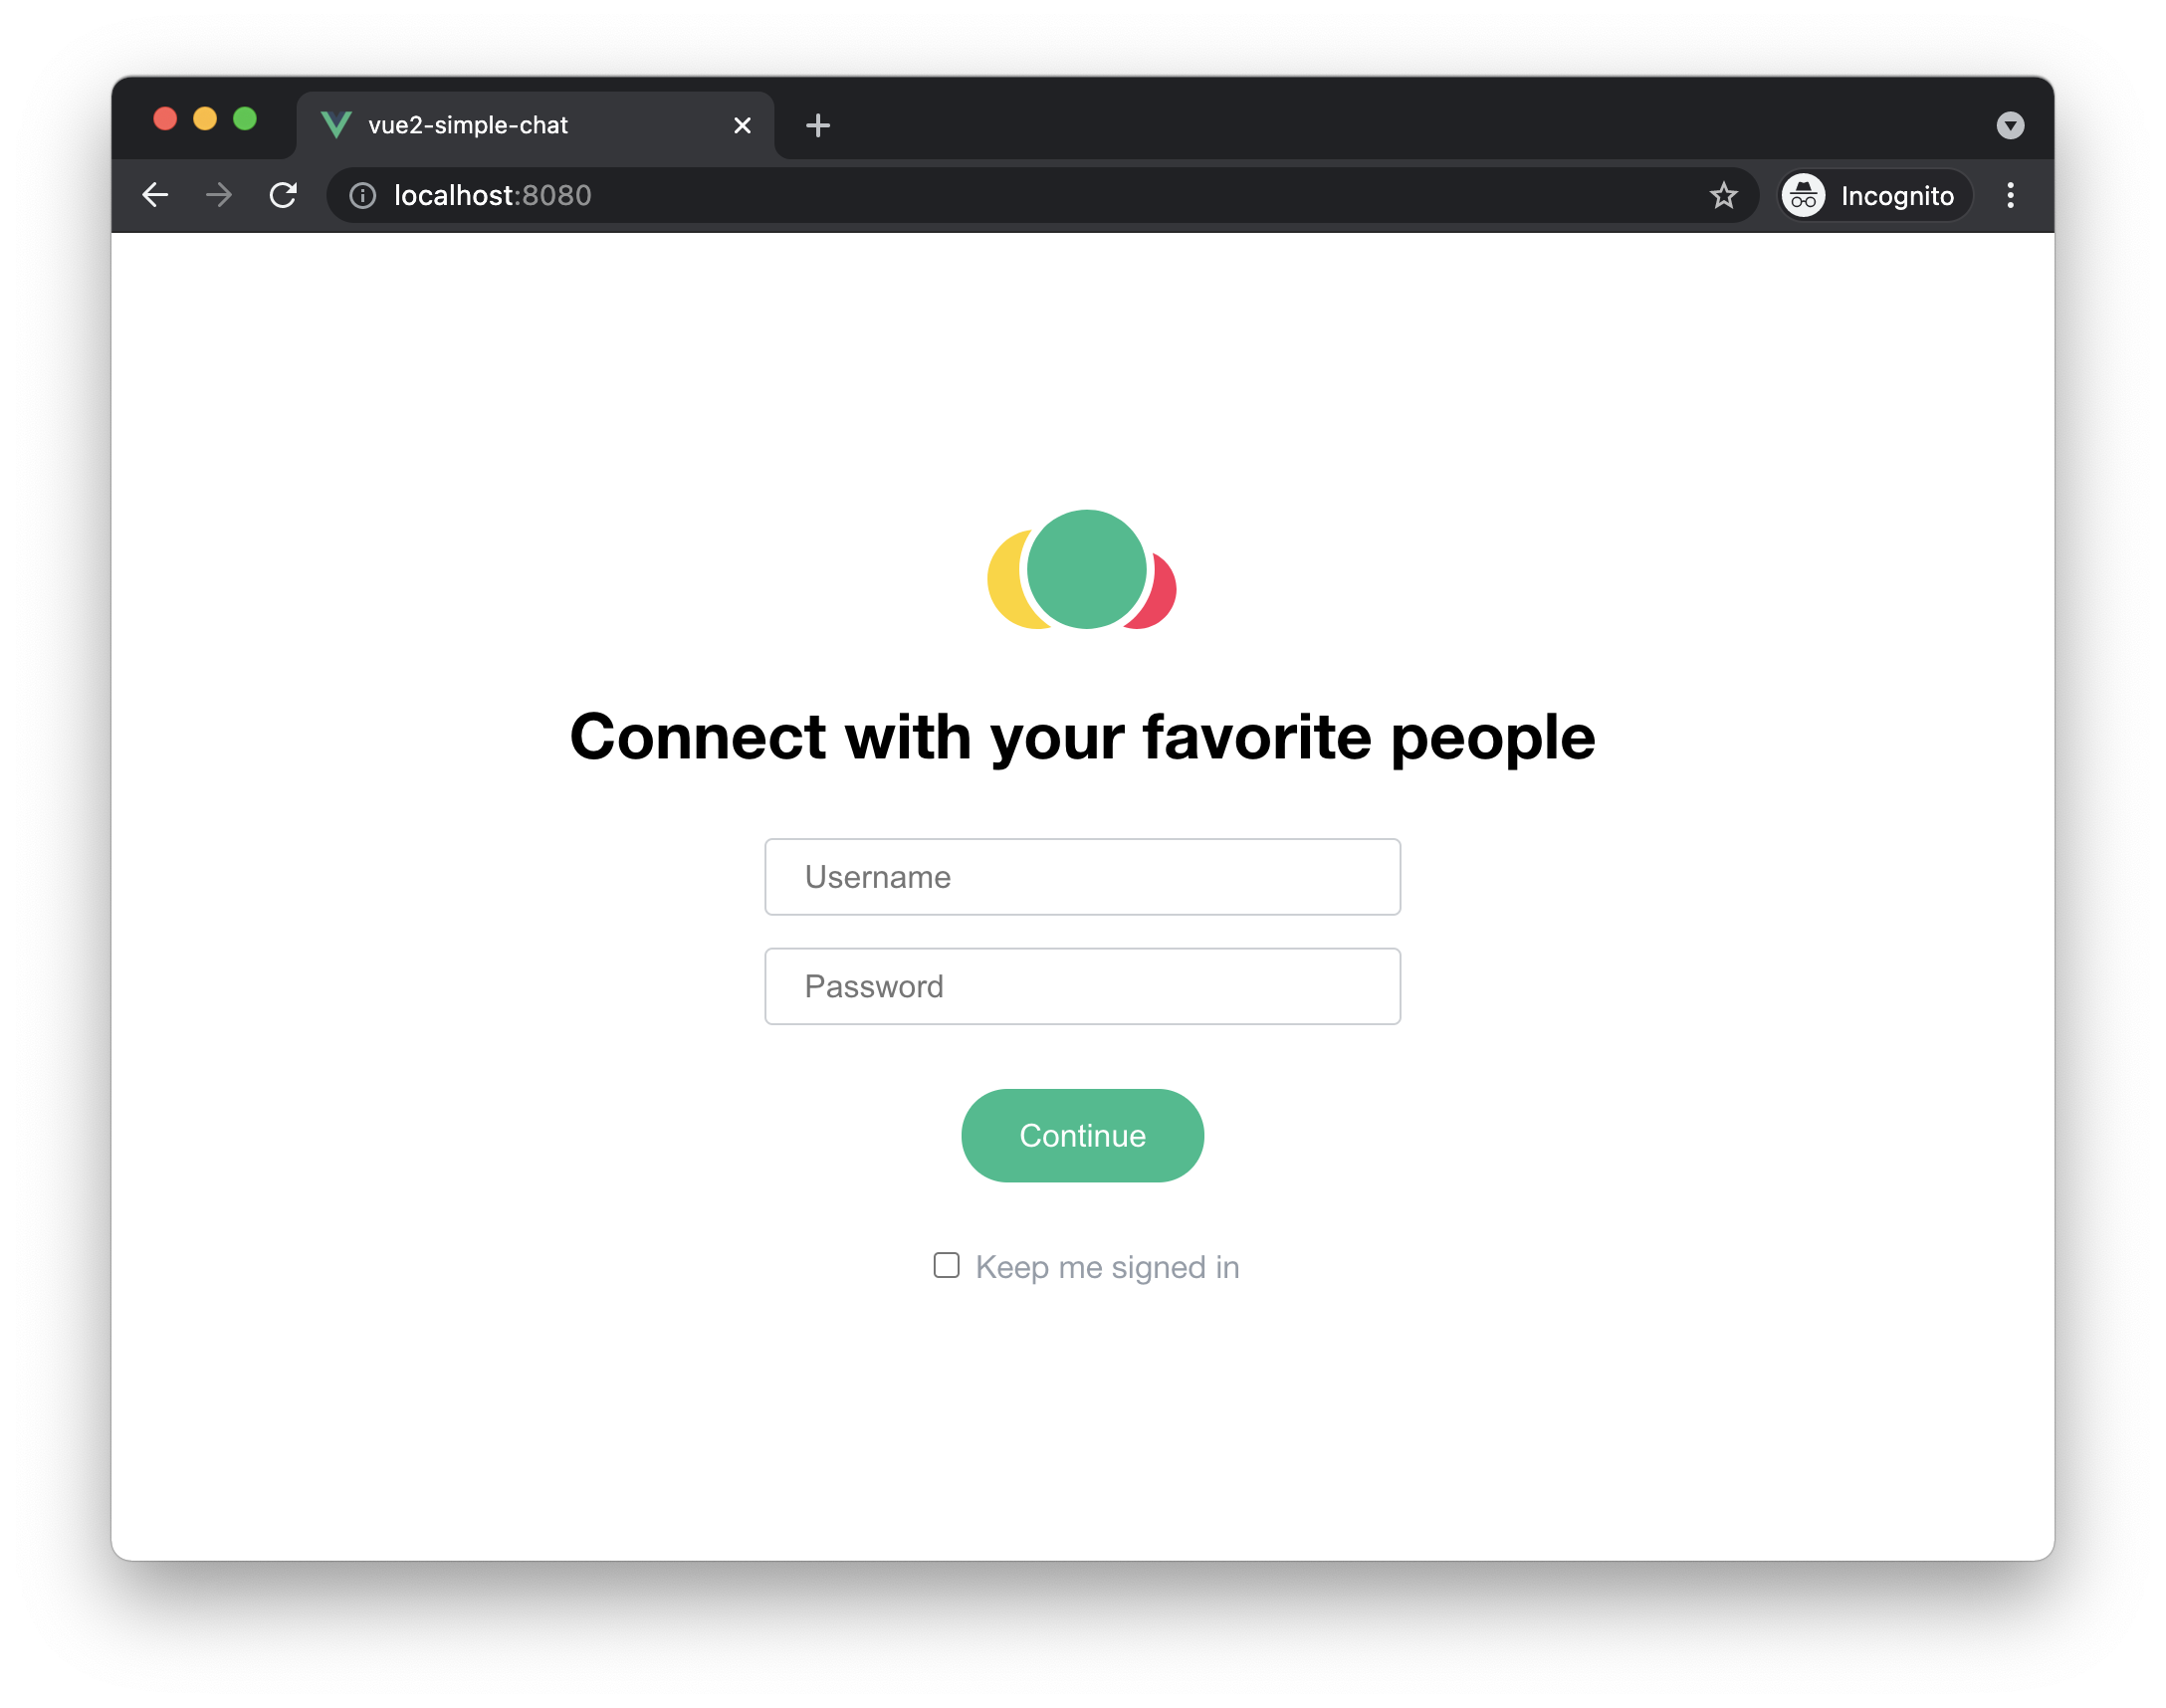 vue2-simple-chat
localhost:8080
Incognito
Connect with your favorite people
Username
Password
Continue
Keep me signed in